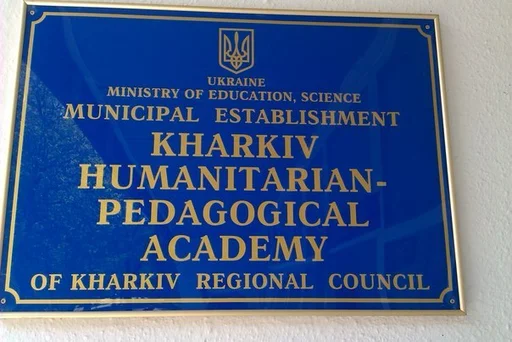 UKRAINE
MINISTRY OF EDUCATION, SCIENCE
MUNICIPAL ESTABLISHMENT
KHARKIV
HUMANITARIAN-
PEDAGOGICAL
ACADEMY
OF KHARKIV REGIONAL COUNCIL